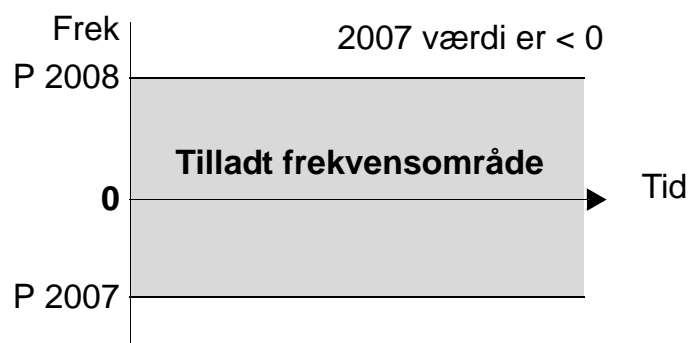 Frek
2007 værdi er < 0
P 2008
Tilladt frekvensområde
0
Tid
P 2007